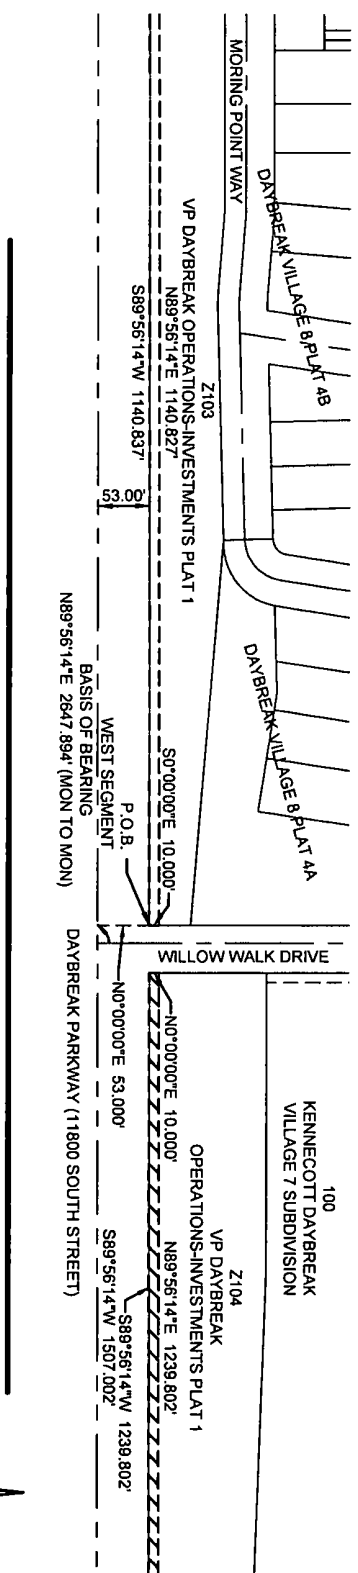 MORING POINT WAY
DAYBREAK VILLAGE 8 PLAT 4B
Z103
VP DAYBREAK OPERATIONS-INVESTMENTS PLAT 1
N89°56'14"E 1140.827'
S89°56'14"W 1140.837'
53.00'
DAYBREAK VILLAGE 8 PLAT 4A
S0°00'00"E 10.000'
P.O.B.
WEST SEGMENT
BASIS OF BEARING
N89°56'14"E 2647.894' (MON TO MON)
WILLOW WALK DRIVE
N0°00'00"E 53.000'
DAYBREAK PARKWAY (11800 SOUTH STREET)
100
KENNECOTT DAYBREAK
VILLAGE 7 SUBDIVISION
Z104
VP DAYBREAK
OPERATIONS-INVESTMENTS PLAT 1
N0°00'00"E 10.000'
N89°56'14"E 1239.802'
S89°56'14"W 1239.802'
S89°56'14"W 1507.002'